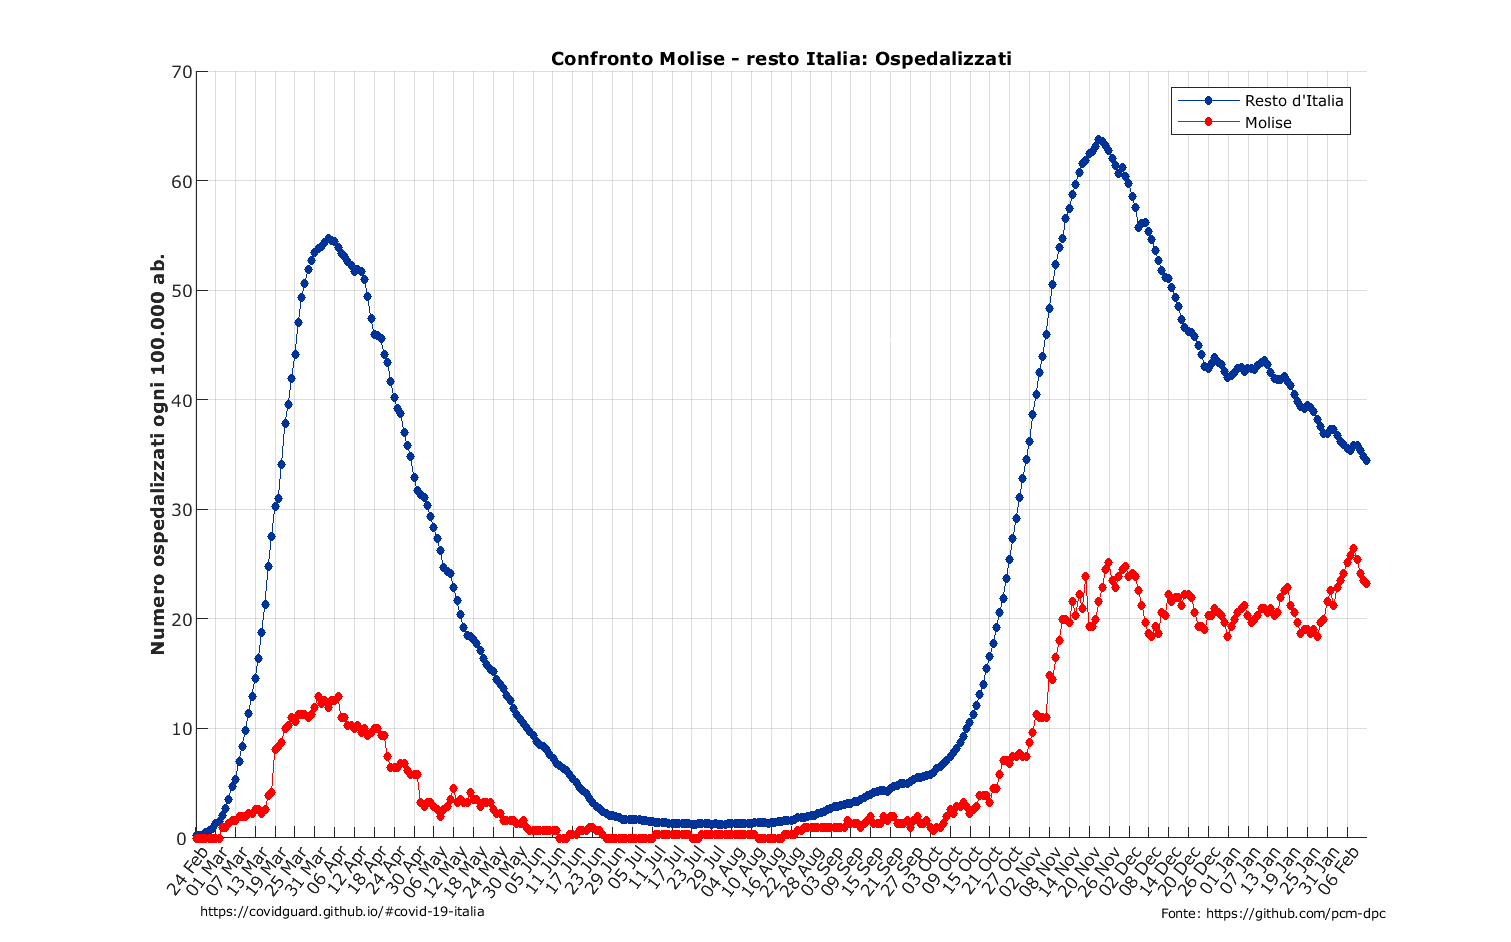 Confronto Molise - resto Italia: Ospedalizzati
Numero ospedalizzati ogni 100.000 ab.
70
60
50
40
30
20
10
0
Resto d'Italia
Molise
24 Feb
01 Mar
07 Mar
13 Mar
19 Mar
25 Mar
31 Mar
06 Apr
12 Apr
18 Apr
24 Apr
30 Apr
06 May
12 May
18 May
24 May
30 May
05 Jun
11 Jun
17 Jun
23 Jun
29 Jun
05 Jul
11 Jul
17 Jul
23 Jul
29 Jul
04 Aug
10 Aug
16 Aug
22 Aug
28 Aug
03 Sep
09 Sep
15 Sep
21 Sep
27 Sep
03 Oct
09 Oct
15 Oct
21 Oct
27 Oct
02 Nov
08 Nov
14 Nov
20 Nov
26 Nov
02 Dec
08 Dec
14 Dec
20 Dec
26 Dec
01 Jan
07 Jan
13 Jan
19 Jan
25 Jan
31 Jan
06 Feb
https://covidguard.github.io/#covid-19-italia
Fonte: https://github.com/pcm-dpc